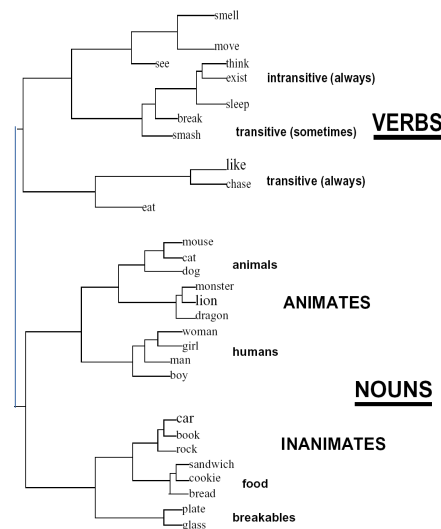 smell
move
see
think
exist
intransitive (always)
sleep
break
VERBS
smash
transitive (sometimes)
like
chase
transitive (always)
eat
mouse
cat
animals
dog
monster
lion
ANIMATES
dragon
woman
girl
humans
man
boy
NOUNS
car
book
INANIMATES
rock
sandwich
cookie
food
bread
plate
breakables
glass